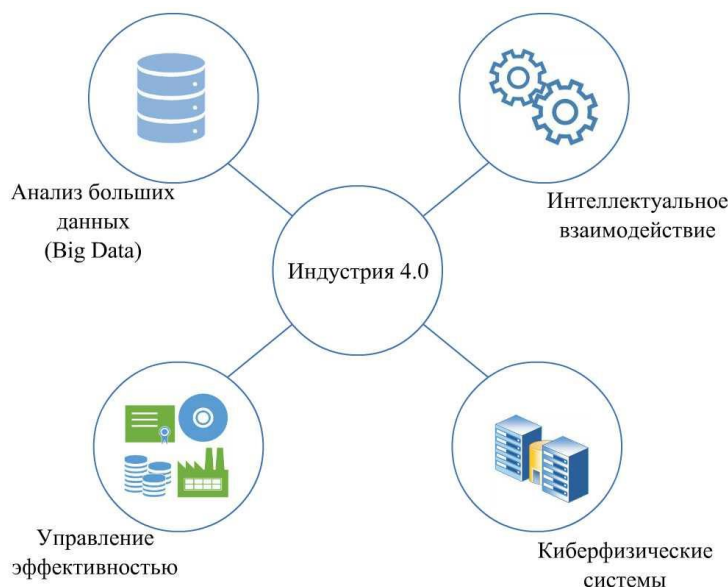 Анализ больших
данных
(Big Data)
Интеллектуальное
взаимодействие
Индустрия 4.0
Управление
эффективностью
Киберфизические
системы